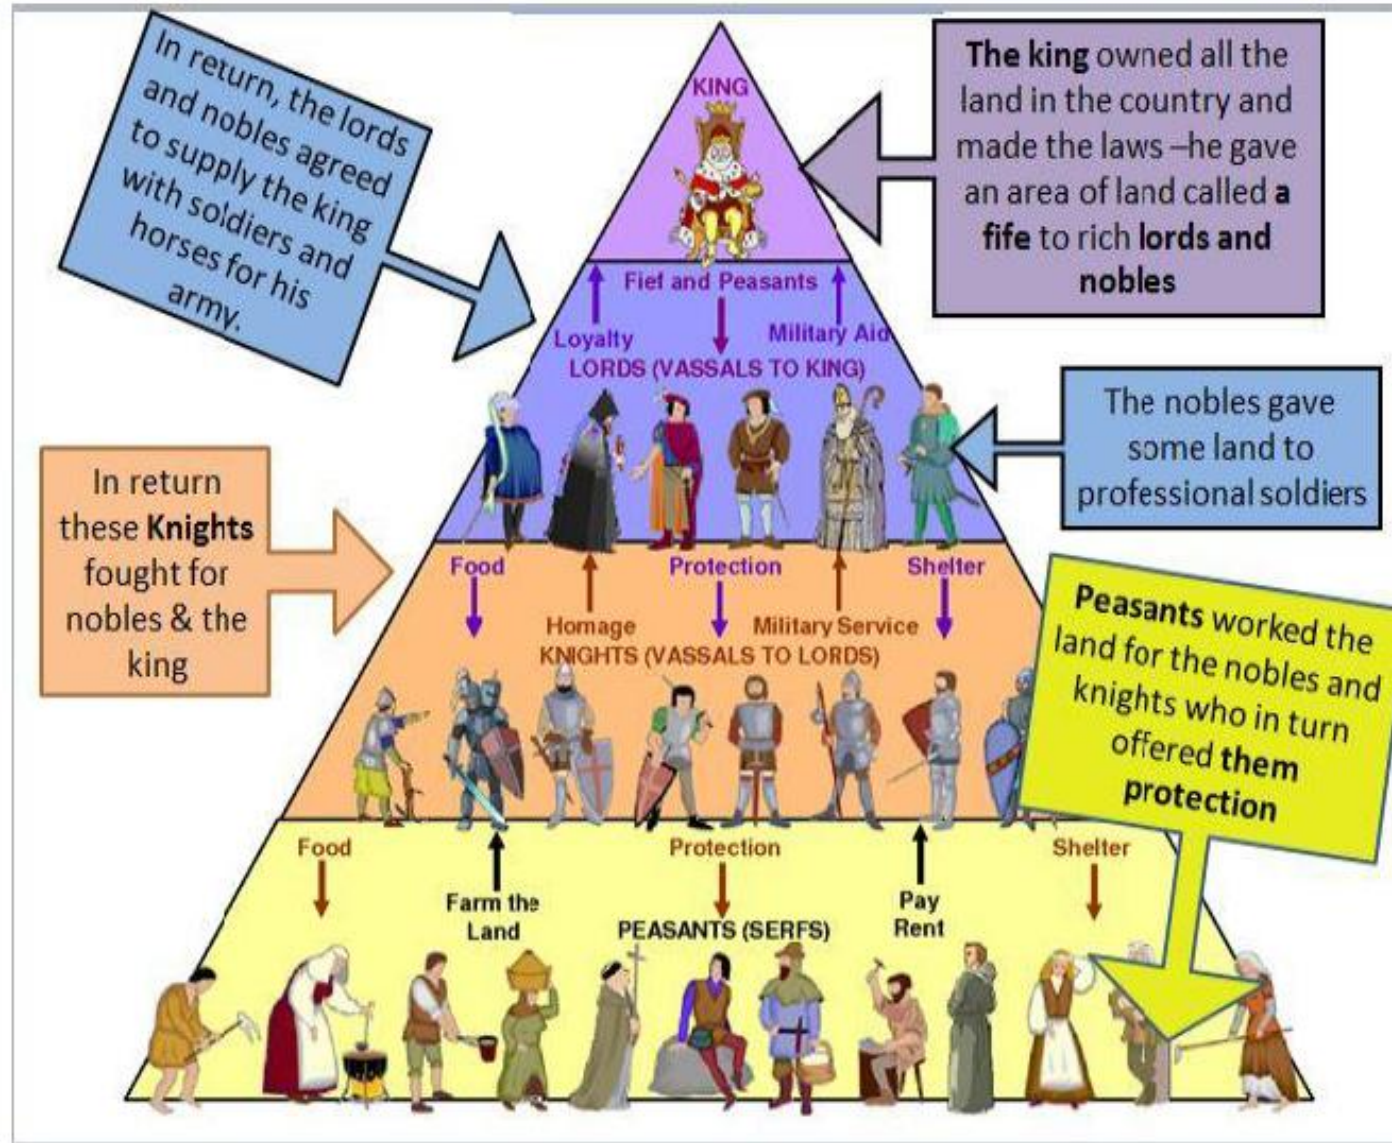 In return, the lords
and nobles agreed
to supply the king
with soldiers and
horses for his
army.
The king owned all the
land in the country and
made the laws –he gave
an area of land called a
fife to rich lords and
nobles
KING
Fief and Peasants
Loyalty
Military Aid
LORDS (VASSALS TO KING)
The nobles gave
some land to
professional soldiers
In return
these Knights
fought for
nobles & the
king
Food
Protection
Shelter
Homage
Military Service
KNIGHTS (VASSALS TO LORDS)
Peasants worked the
land for the nobles and
knights who in turn
offered them
protection
Food
Protection
Shelter
Farm the
Land
Pay
Rent
PEASANTS (SERFS)